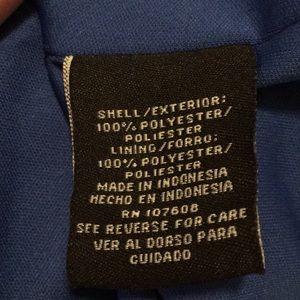 SHELL/EXTERIOR:
100% POLYESTER/
POLIESTER
LINING/FORRO:
100% POLYESTER/
POLIESTER
MADE IN INDONESIA
HECHO EN INDONESIA
RN 107608
SEE REVERSE FOR CARE
VER AL DORSO PARA
CUIDADO